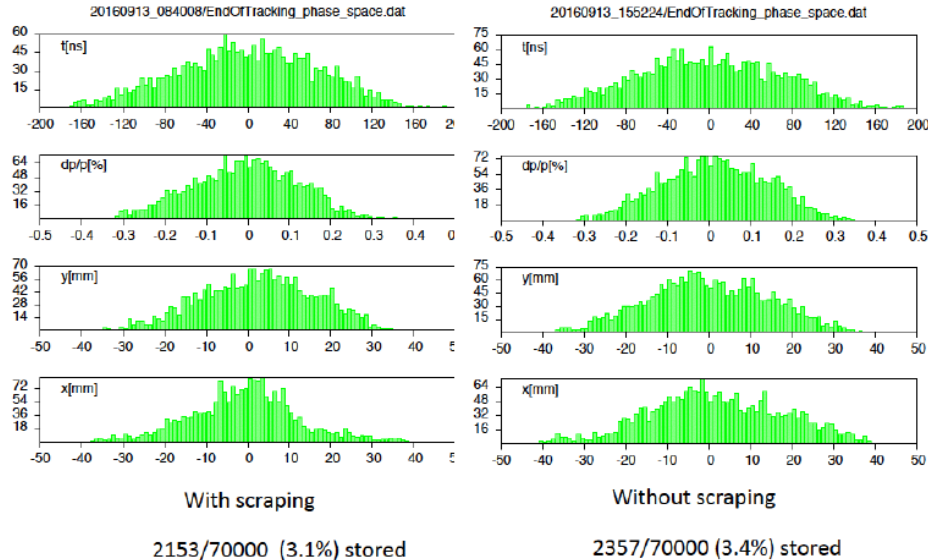 20160913_084008/EndOfTracking_phase_space.dat
60
45
30
15
t[ns]
-200 -160 -120 -80 -40 0 40 80 120 160 20
64
48
32
16
dp/p[%]
-0.5 -0.4 -0.3 -0.2 -0.1 0 0.1 0.2 0.3 0.4 0.
70
56
42
28
14
y[mm]
-50 -40 -30 -20 -10 0 10 20 30 40 5
72
54
36
18
x[mm]
-50 -40 -30 -20 -10 0 10 20 30 40 5
With scraping
2153/70000 (3.1%) stored
20160913_155224/EndOfTracking_phase_space.dat
75
60
45
30
15
t[ns]
-200 -160 -120 -80 -40 0 40 80 120 160 200
72
54
36
18
dp/p[%]
-0.5 -0.4 -0.3 -0.2 -0.1 0 0.1 0.2 0.3 0.4 0.5
75
60
45
30
15
y[mm]
-50 -40 -30 -20 -10 0 10 20 30 40 50
64
48
32
16
x[mm]
-50 -40 -30 -20 -10 0 10 20 30 40 50
Without scraping
2357/70000 (3.4%) stored